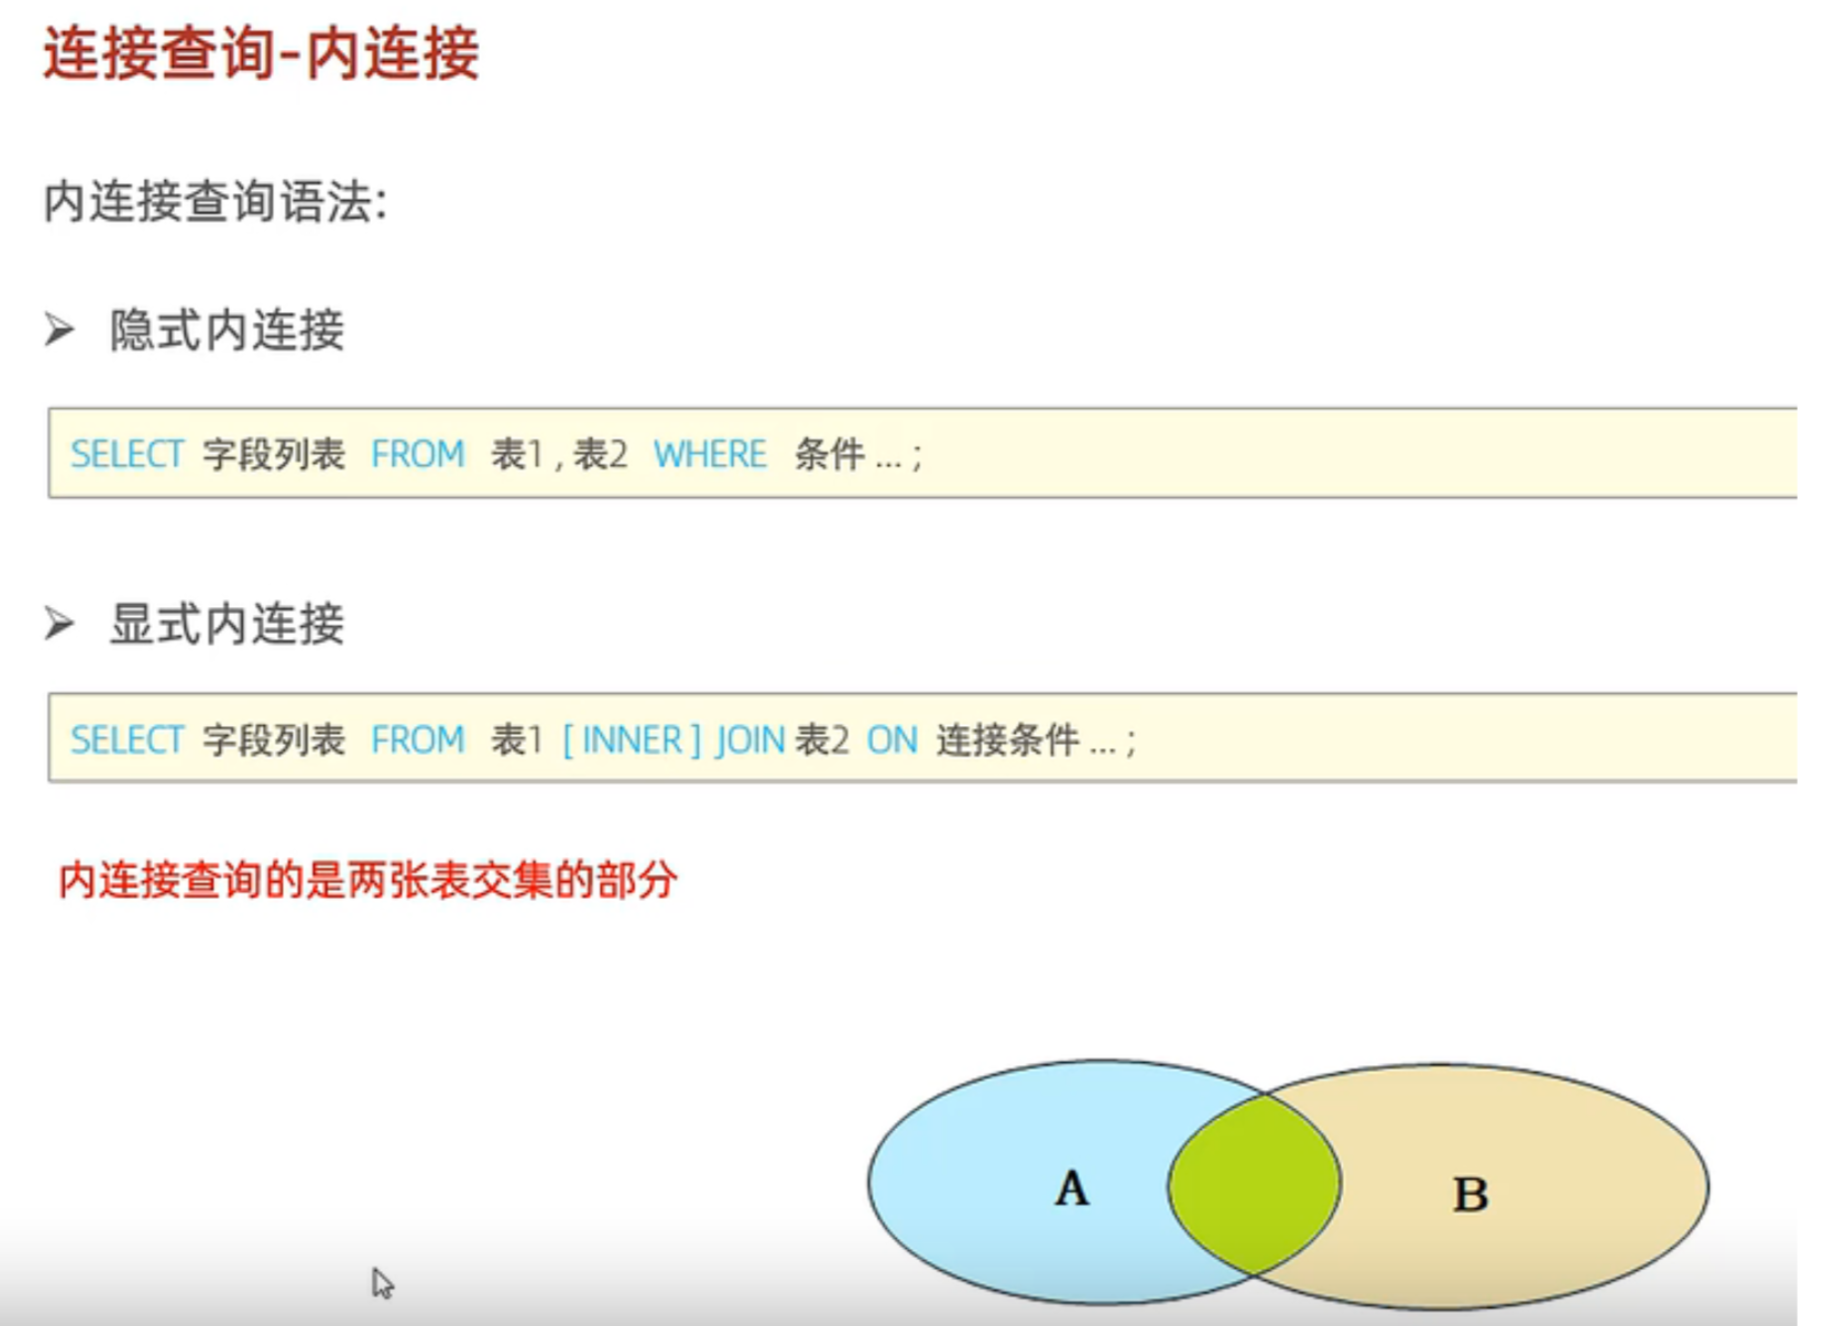 连接查询-内连接
内连接查询语法:
➢ 隐式内连接
SELECT 字段列表 FROM 表1 , 表2 WHERE 条件 ... ;
➢ 显式内连接
SELECT 字段列表 FROM 表1 [ INNER ] JOIN 表2 ON 连接条件 ... ;
内连接查询的是两张表交集的部分
A
B